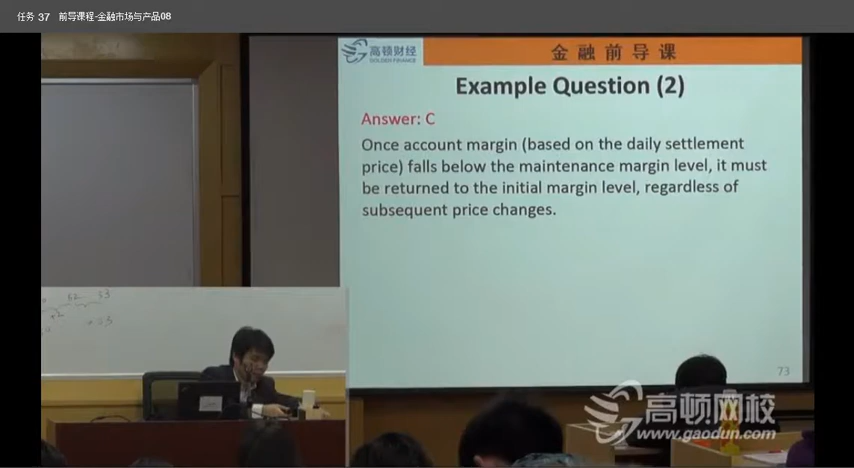 任务 37 前导课程-金融市场与产品08
高顿财经
GOLDEN FINANCE
金融前导课
Example Question (2)
Answer: C
Once account margin (based on the daily settlement
price) falls below the maintenance margin level, it must
be returned to the initial margin level, regardless of
subsequent price changes.
73
高顿网校
www.gaodun.com